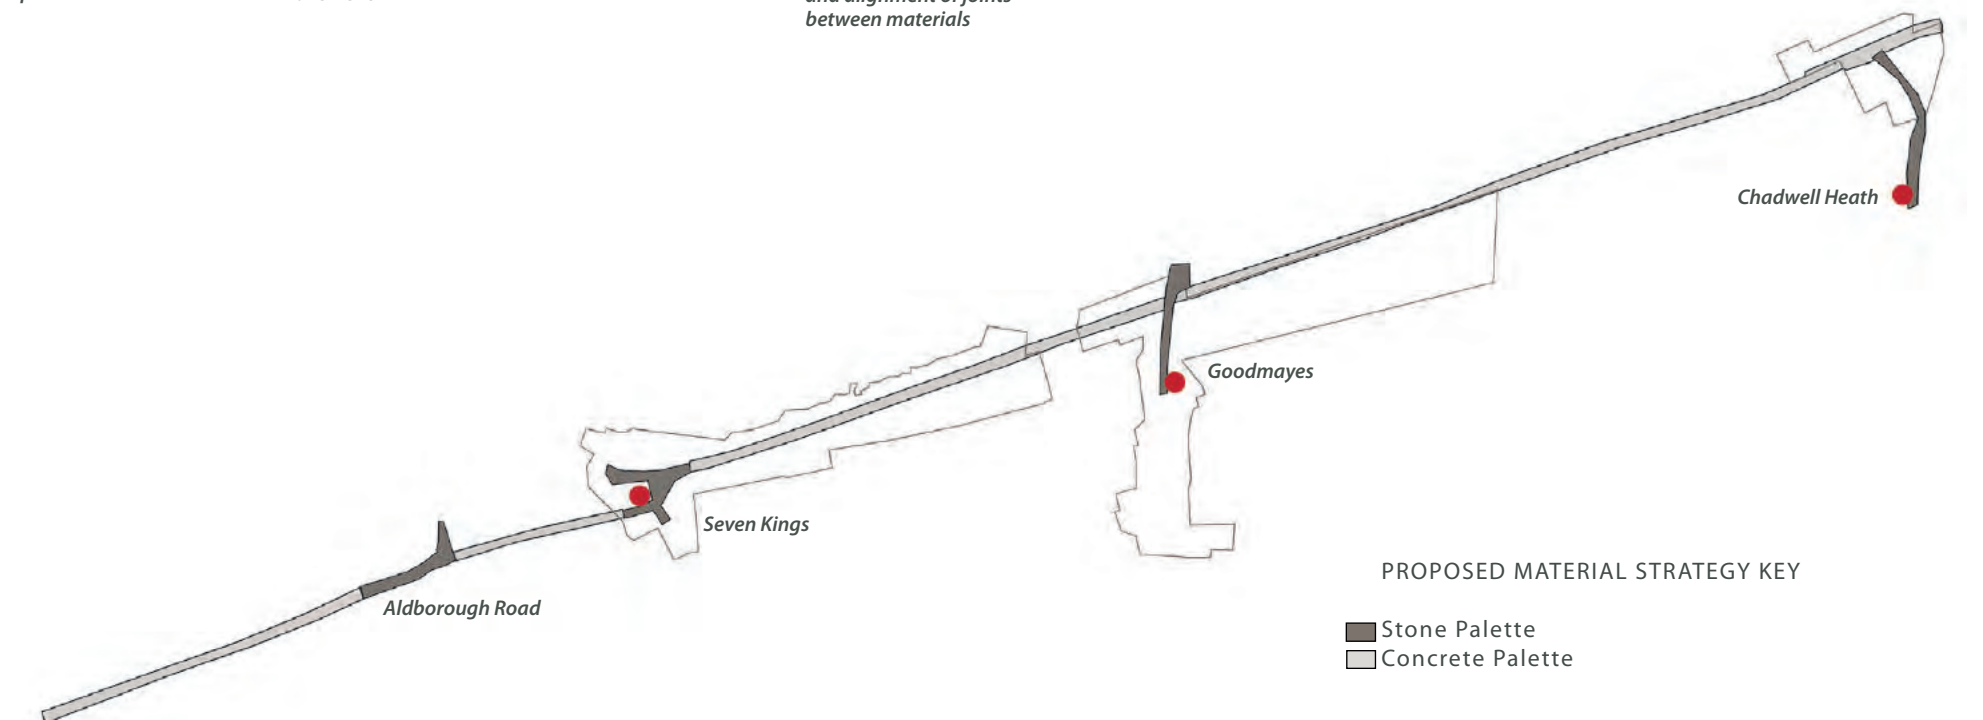 between materials
Chadwell Heath
Goodmayes
Seven Kings
Aldborough Road
PROPOSED MATERIAL STRATEGY KEY
Stone Palette
Concrete Palette